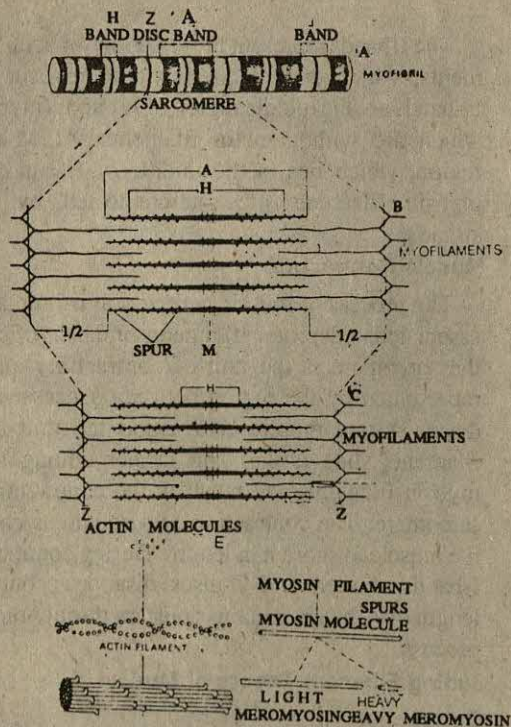 H Z A
BAND DISC BAND BAND
A
MYOFIBRIL
SARCOMERE
A
H
B
MYOFILAMENTS
1/2 1/2
SPUR M
H
C
MYOFILAMENTS
Z Z
ACTIN MOLECULES
E
MYOSIN FILAMENT
SPURS
MYOSIN MOLECULE
ACTIN FILAMENT
LIGHT HEAVY
MEROMYOSINGEAVY MEROMYOSIN